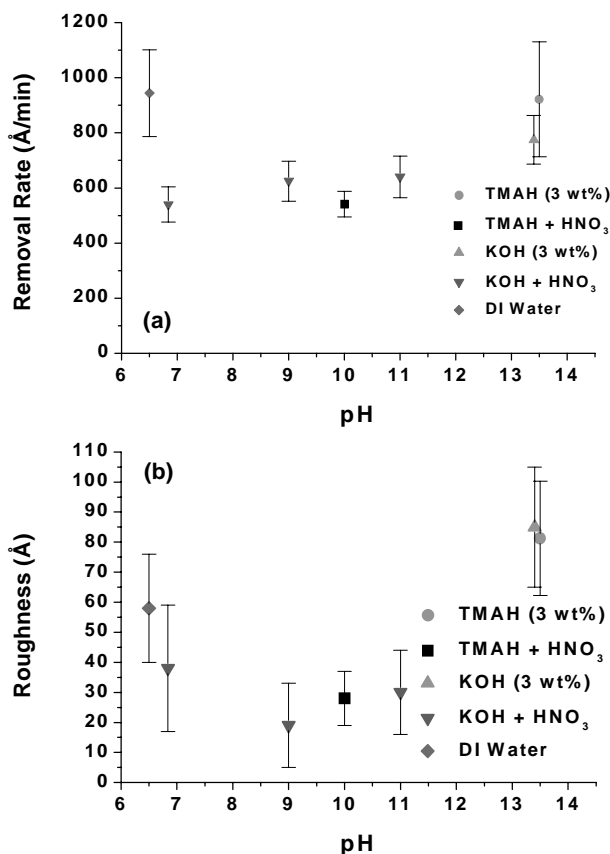 1200
1000
800
600
400
200
0
Removal Rate (Å/min)
(a)
TMAH (3 wt%)
TMAH + HNO₃
KOH (3 wt%)
KOH + HNO₃
DI Water
6 7 8 9 10 11 12 13 14
pH
110
100
90
80
70
60
50
40
30
20
10
0
Roughness (Å)
(b)
TMAH (3 wt%)
TMAH + HNO₃
KOH (3 wt%)
KOH + HNO₃
DI Water
6 7 8 9 10 11 12 13 14
pH